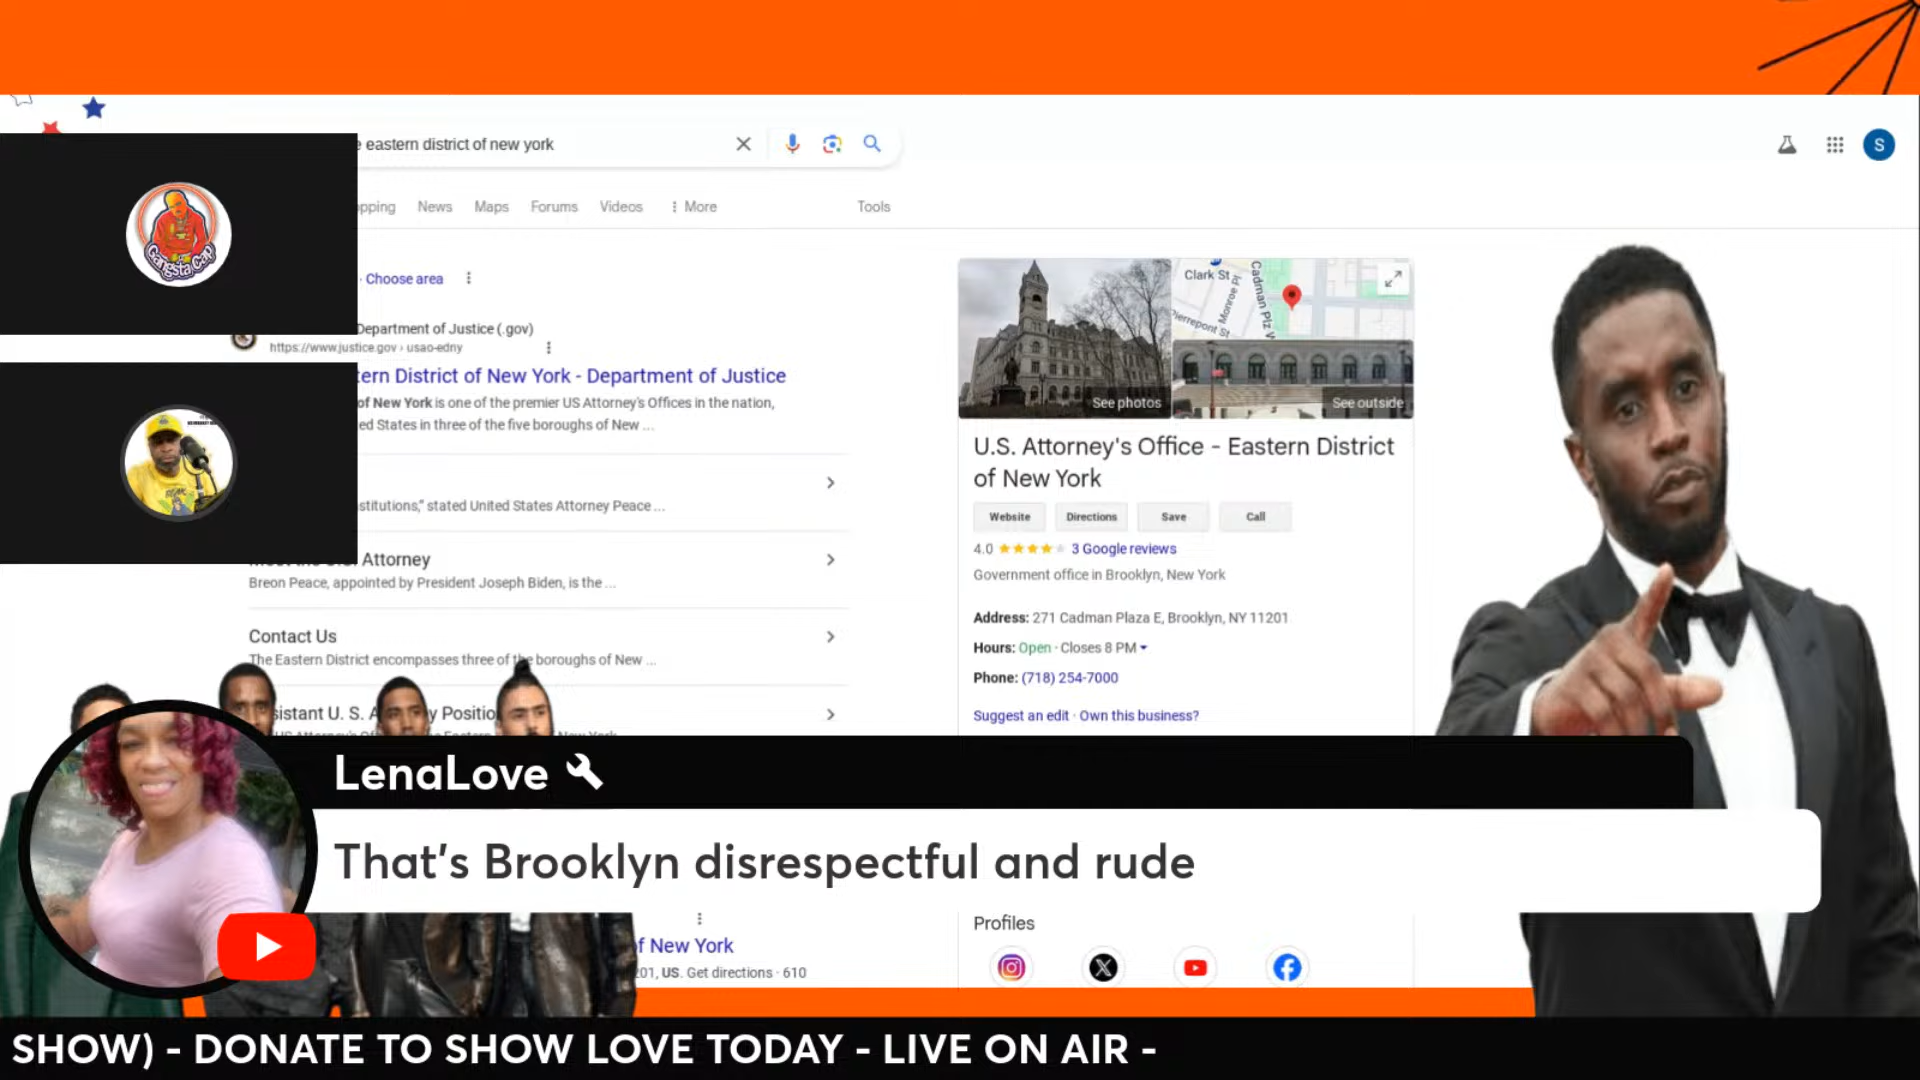 eastern district of new york
S
News
Maps
Forums
Videos
More
Tools
Gangsta Cap
Choose area
Department of Justice (.gov)
https://www.justice.gov › usao-edny
tern District of New York - Department of Justice
of New York is one of the premier US Attorney's Offices in the nation,
ed States in three of the five boroughs of New ...
stitutions,” stated United States Attorney Peace ...
Attorney
Breon Peace, appointed by President Joseph Biden, is the ...
Contact Us
The Eastern District encompasses three of the boroughs of New ...
sistant U. S. A y Positio
Clark St
Monroe Pl
Cadman Plz W
Pierrepont St
See photos
See outside
U.S. Attorney's Office - Eastern District
of New York
Website
Directions
Save
Call
4.0
3 Google reviews
Government office in Brooklyn, New York
Address: 271 Cadman Plaza E, Brooklyn, NY 11201
Hours: Open · Closes 8 PM
Phone: (718) 254-7000
Suggest an edit · Own this business?
LenaLove
That's Brooklyn disrespectful and rude
Profiles
f New York
201, US. Get directions · 610
SHOW) - DONATE TO SHOW LOVE TODAY - LIVE ON AIR -